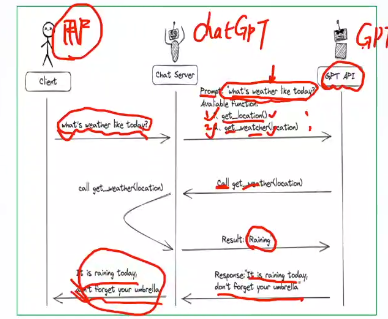 用户
chatGPT
GPT
Client
Chat Server
GPT API
Prompt: "what's weather like today?"
Available Function:
1. get_location()
2. get_weather(location)
"what's weather like today?"
call get_weather(location)
Call get_weather(location)
Result: Raining
It is raining today,
don't forget your umbrella
Response: "It is raining today,
don't forget your umbrella